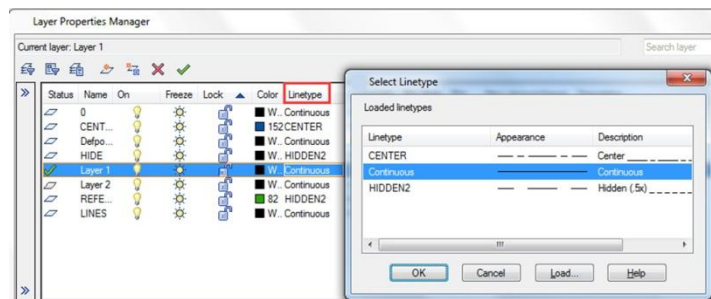 Layer Properties Manager
Current layer: Layer 1
Search layer
Status Name On Freeze Lock Color Linetype
0 W.. Continuous
CENT... 152 CENTER
Defpo... W.. Continuous
HIDE W.. HIDDEN2
Layer 1 W.. Continuous
Layer 2 W.. Continuous
REFE... 82 HIDDEN2
LINES W.. Continuous
Select Linetype
Loaded linetypes
Linetype Appearance Description
CENTER Center
Continuous Continuous
HIDDEN2 Hidden (.5x)
OK Cancel Load... Help